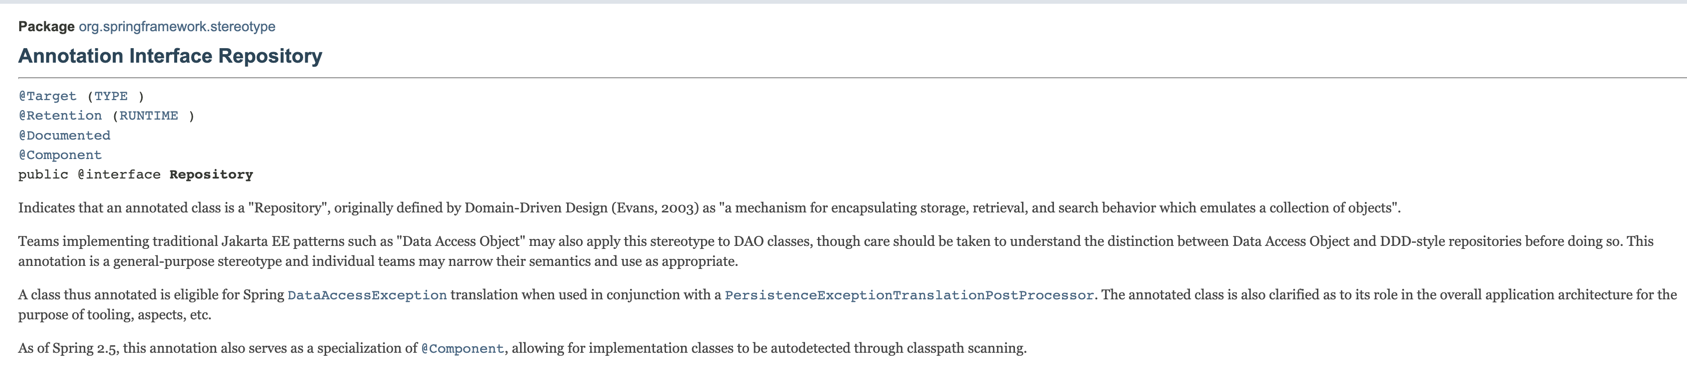 Package org.springframework.stereotype
Annotation Interface Repository
@Target (TYPE )
@Retention (RUNTIME )
@Documented
@Component
public @interface Repository
Indicates that an annotated class is a "Repository", originally defined by Domain-Driven Design (Evans, 2003) as "a mechanism for encapsulating storage, retrieval, and search behavior which emulates a collection of objects".
Teams implementing traditional Jakarta EE patterns such as "Data Access Object" may also apply this stereotype to DAO classes, though care should be taken to understand the distinction between Data Access Object and DDD-style repositories before doing so. This
annotation is a general-purpose stereotype and individual teams may narrow their semantics and use as appropriate.
A class thus annotated is eligible for Spring DataAccessException translation when used in conjunction with a PersistenceExceptionTranslationPostProcessor. The annotated class is also clarified as to its role in the overall application architecture for the
purpose of tooling, aspects, etc.
As of Spring 2.5, this annotation also serves as a specialization of @Component, allowing for implementation classes to be autodetected through classpath scanning.